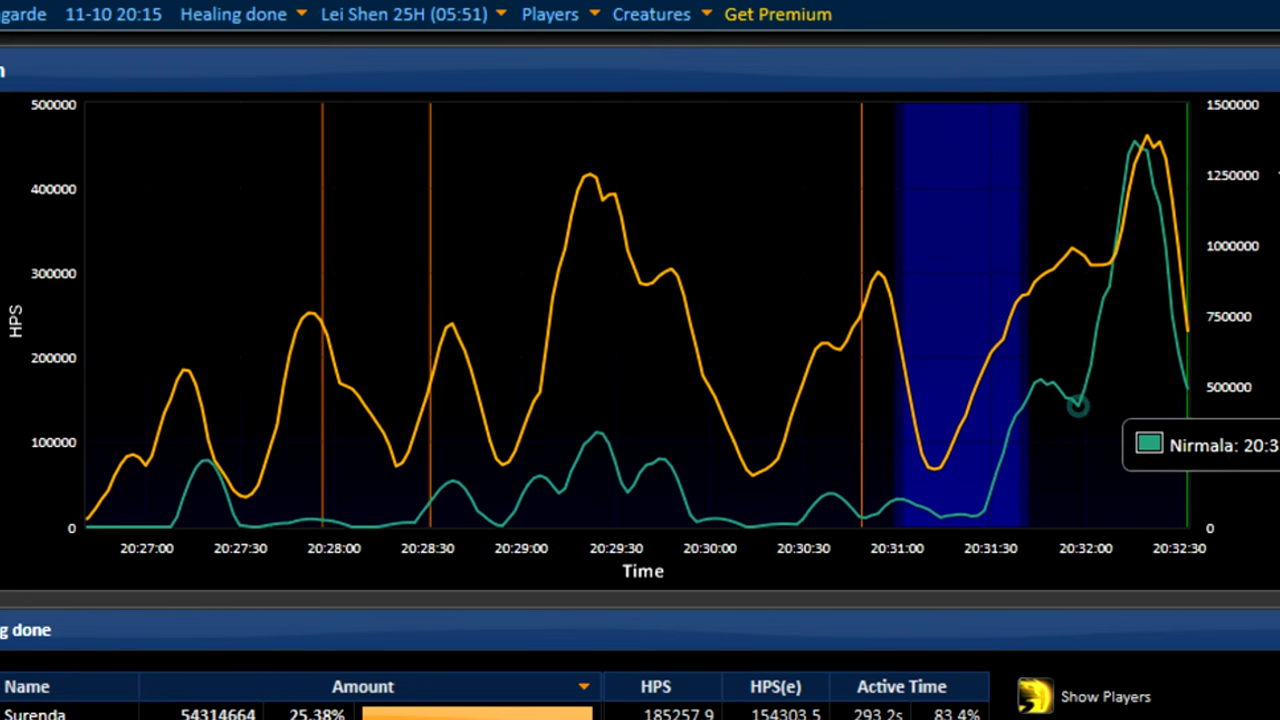 garde 11-10 20:15 Healing done Lei Shen 25H (05:51) Players Creatures Get Premium
500000 1500000
400000 1250000
300000 1000000
200000 750000
100000 500000
0 0
HPS
Nirmala: 20:3
20:27:00 20:27:30 20:28:00 20:28:30 20:29:00 20:29:30 20:30:00 20:30:30 20:31:00 20:31:30 20:32:00 20:32:30
Time
g done
Name Amount HPS HPS(e) Active Time Show Players
Surenda 54314664 25.38% 185257.9 154303.5 293.2s 83.4%